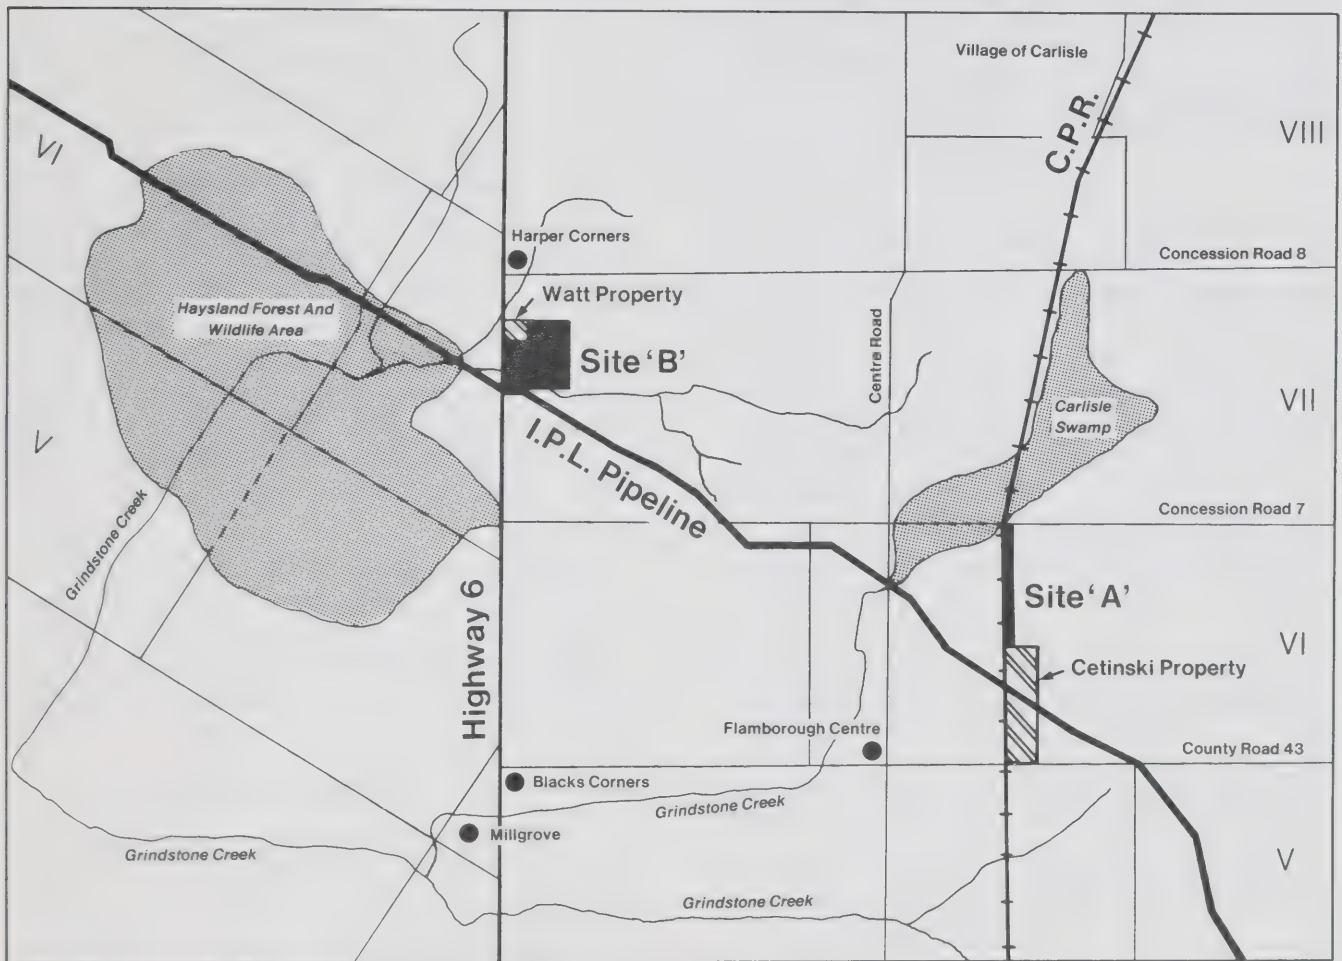 Village of Carlisle
C.P.R.
VIII
VI
Harper Corners
Concession Road 8
Haysland Forest And
Wildlife Area
Watt Property
Site 'B'
Centre Road
Carlisle
Swamp
VII
V
I.P.L. Pipeline
Grindstone Creek
Concession Road 7
Highway 6
Site 'A'
VI
Cetinski Property
Flamborough Centre
County Road 43
Blacks Corners
Grindstone Creek
Millgrove
Grindstone Creek
V
Grindstone Creek